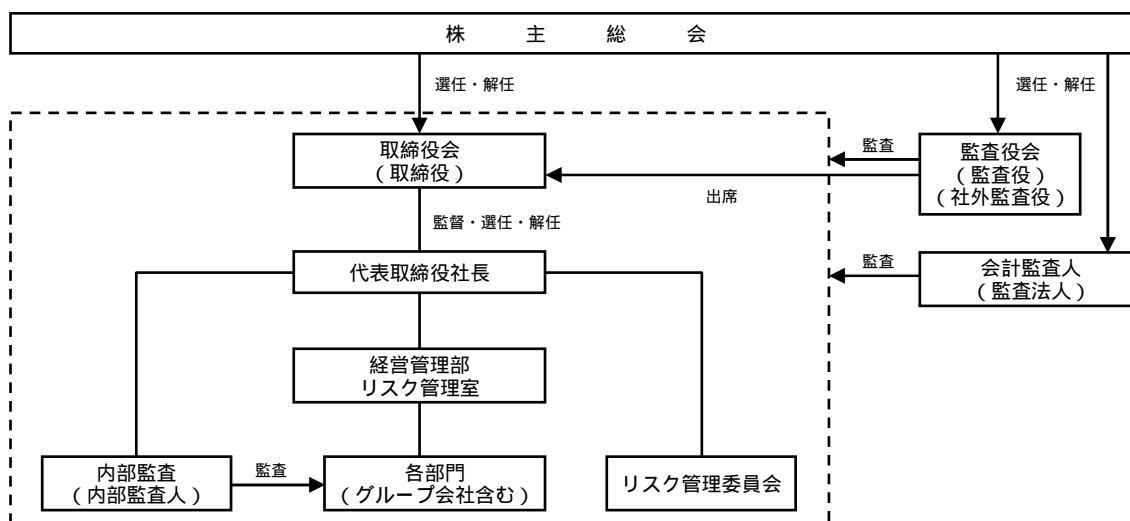 株 主 総 会
選任・解任
選任・解任
取締役会
(取締役)
監査
監査役会
(監査役)
(社外監査役)
出席
監督・選任・解任
代表取締役社長
監査
会計監査人
(監査法人)
経営管理部
リスク管理室
内部監査
(内部監査人)
監査
各部門
(グループ会社含む)
リスク管理委員会